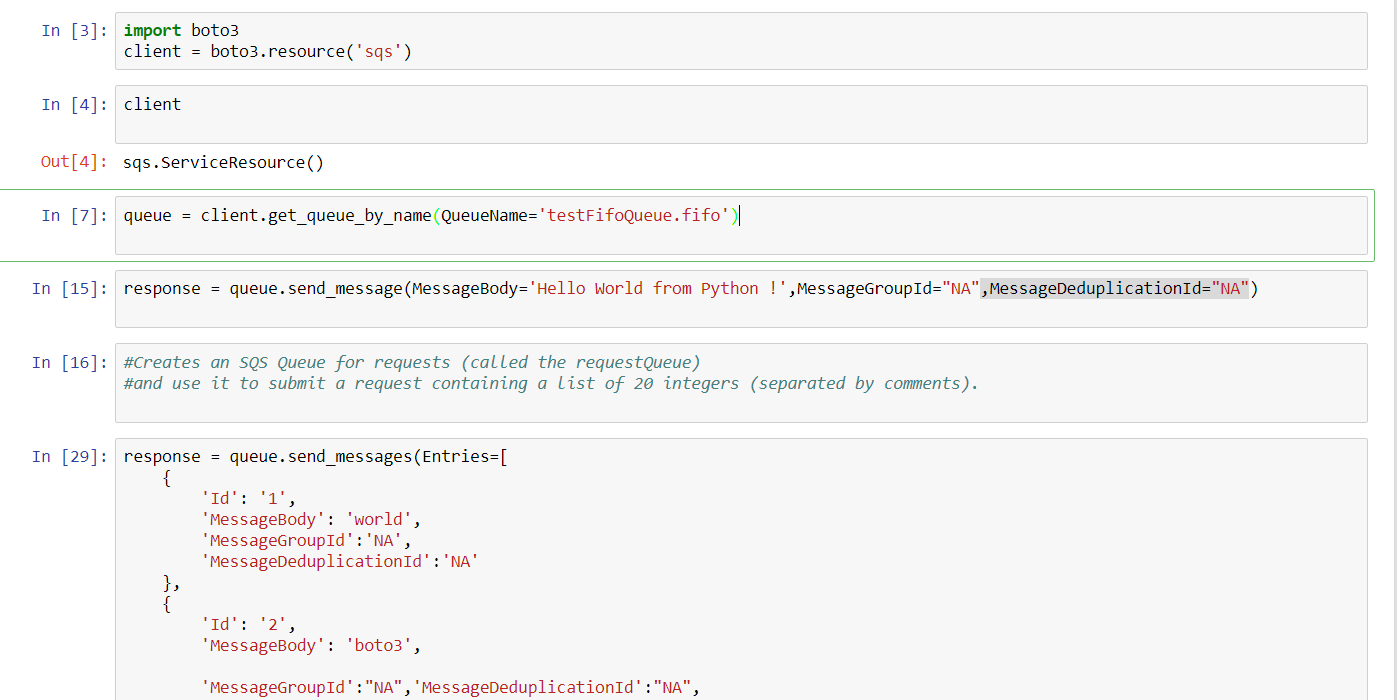 In [3]: import boto3
client = boto3.resource('sqs')
In [4]: client
Out[4]: sqs.ServiceResource()
In [7]: queue = client.get_queue_by_name(QueueName='testFifoQueue.fifo')
In [15]: response = queue.send_message(MessageBody='Hello World from Python !',MessageGroupId="NA",MessageDeduplicationId="NA")
In [16]: #Creates an SQS Queue for requests (called the requestQueue)
#and use it to submit a request containing a list of 20 integers (separated by comments).
In [29]: response = queue.send_messages(Entries=[
{
'Id': '1',
'MessageBody': 'world',
'MessageGroupId':'NA',
'MessageDeduplicationId':'NA'
},
{
'Id': '2',
'MessageBody': 'boto3',
'MessageGroupId':"NA",'MessageDeduplicationId':"NA",